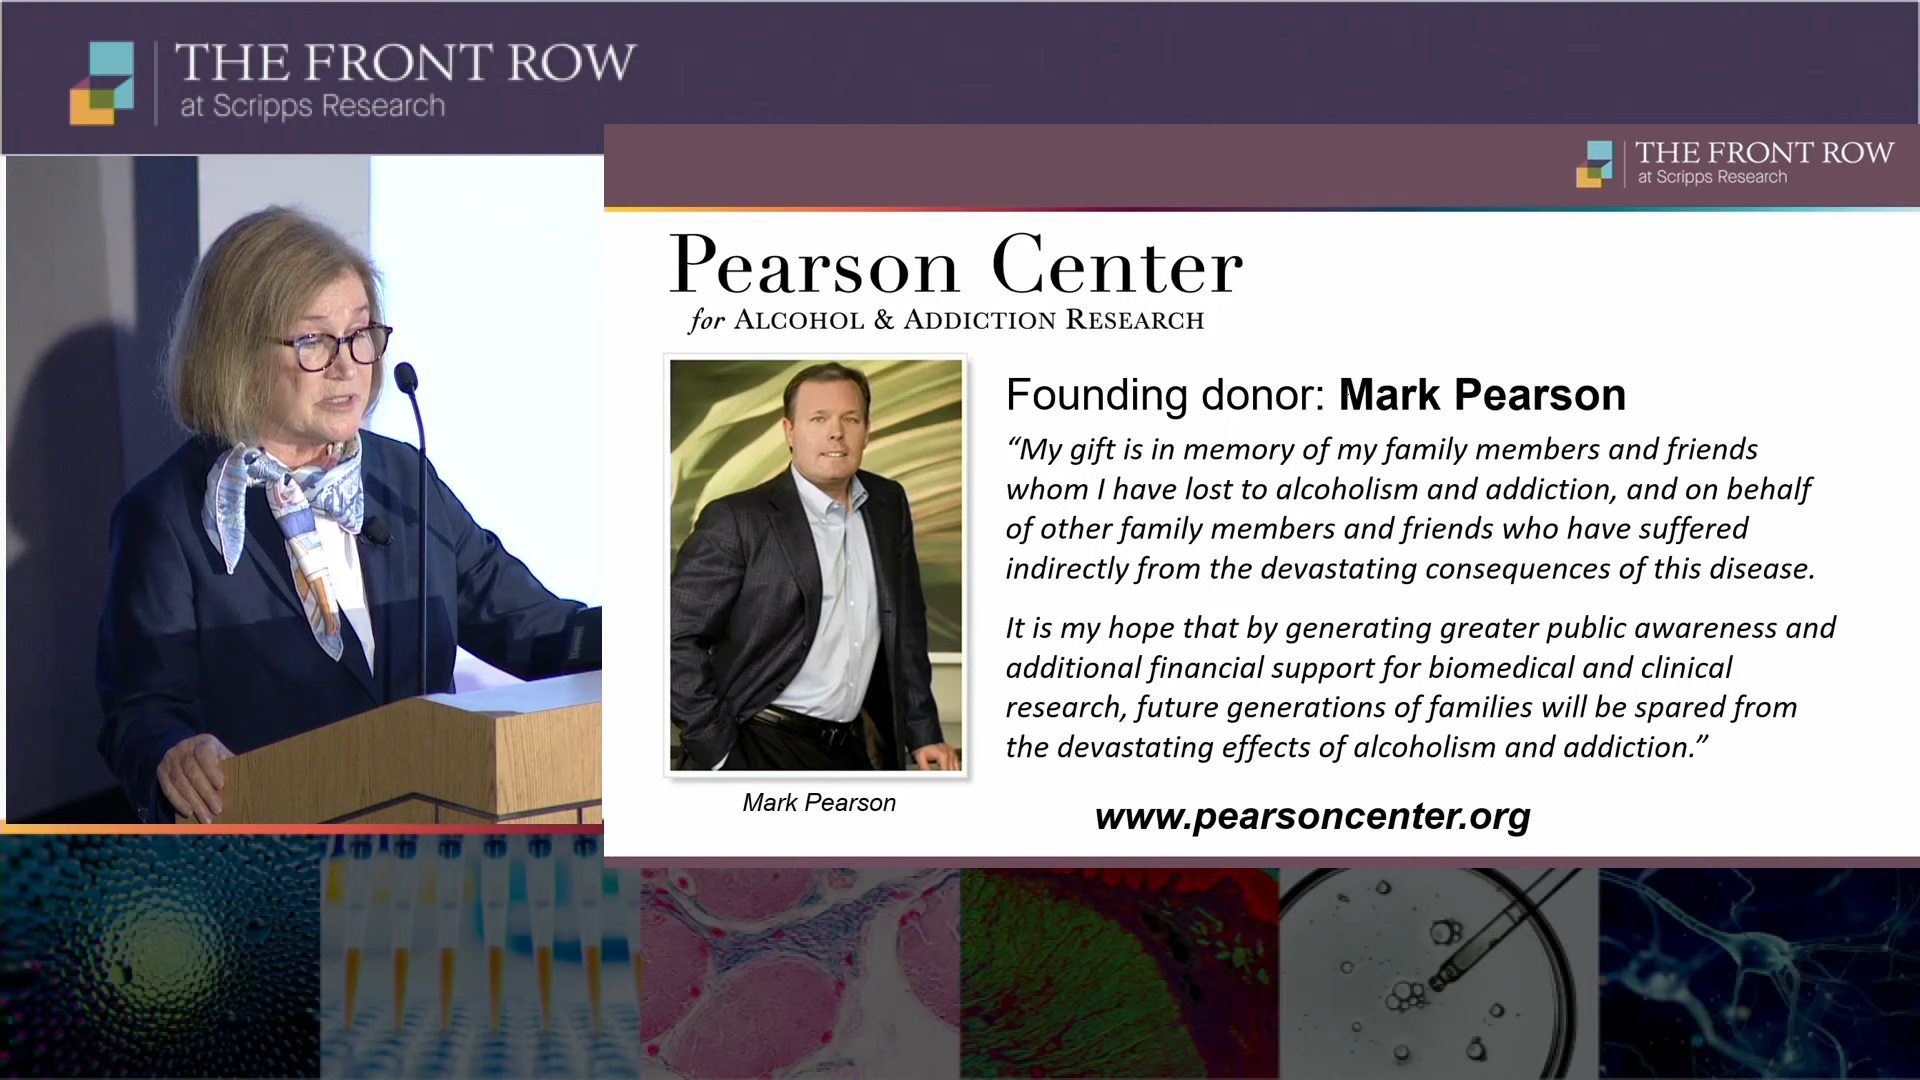 THE FRONT ROW
at Scripps Research
THE FRONT ROW
at Scripps Research
Pearson Center
for ALCOHOL & ADDICTION RESEARCH
Founding donor: Mark Pearson
“My gift is in memory of my family members and friends
whom I have lost to alcoholism and addiction, and on behalf
of other family members and friends who have suffered
indirectly from the devastating consequences of this disease.
It is my hope that by generating greater public awareness and
additional financial support for biomedical and clinical
research, future generations of families will be spared from
the devastating effects of alcoholism and addiction.”
Mark Pearson
www.pearsoncenter.org